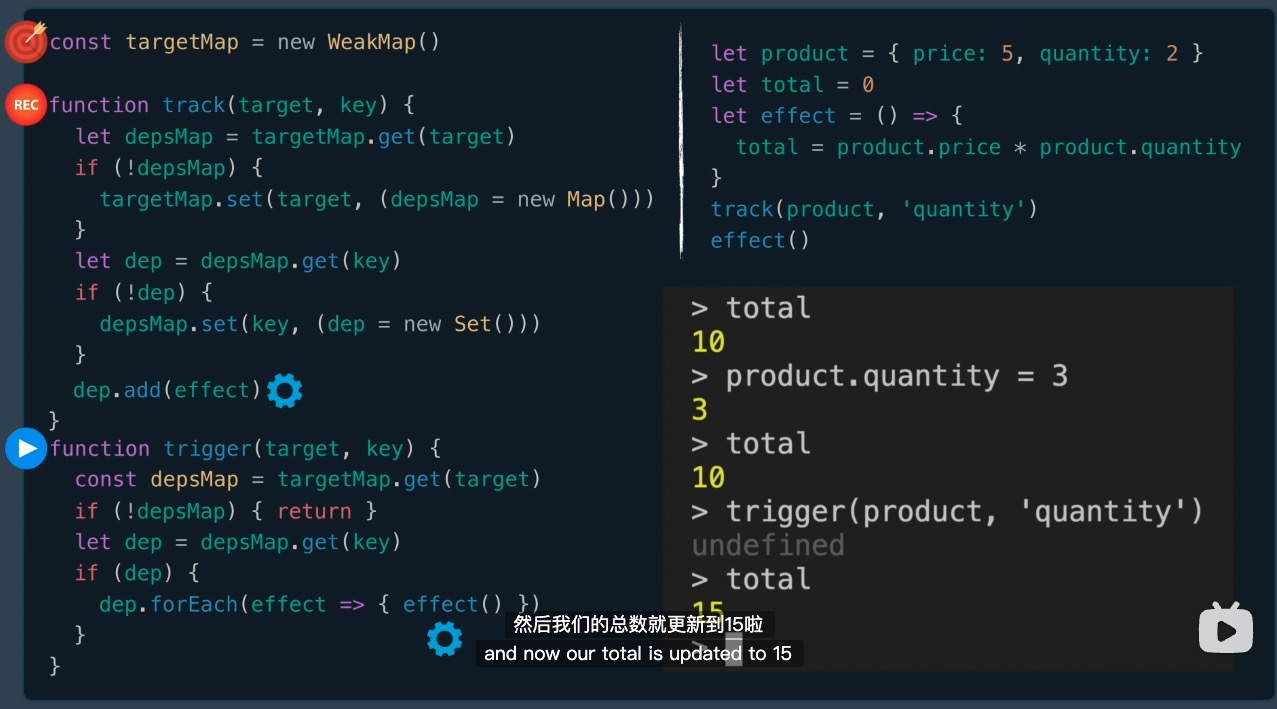 const targetMap = new WeakMap()
REC
function track(target, key) {
let depsMap = targetMap.get(target)
if (!depsMap) {
targetMap.set(target, (depsMap = new Map()))
}
let dep = depsMap.get(key)
if (!dep) {
depsMap.set(key, (dep = new Set()))
}
dep.add(effect)
}
function trigger(target, key) {
const depsMap = targetMap.get(target)
if (!depsMap) { return }
let dep = depsMap.get(key)
if (dep) {
dep.forEach(effect => { effect() })
}
}
let product = { price: 5, quantity: 2 }
let total = 0
let effect = () => {
total = product.price * product.quantity
}
track(product, 'quantity')
effect()
> total
10
> product.quantity = 3
3
> total
10
> trigger(product, 'quantity')
undefined
> total
15
>
然后我们的总数就更新到15啦
and now our total is updated to 15